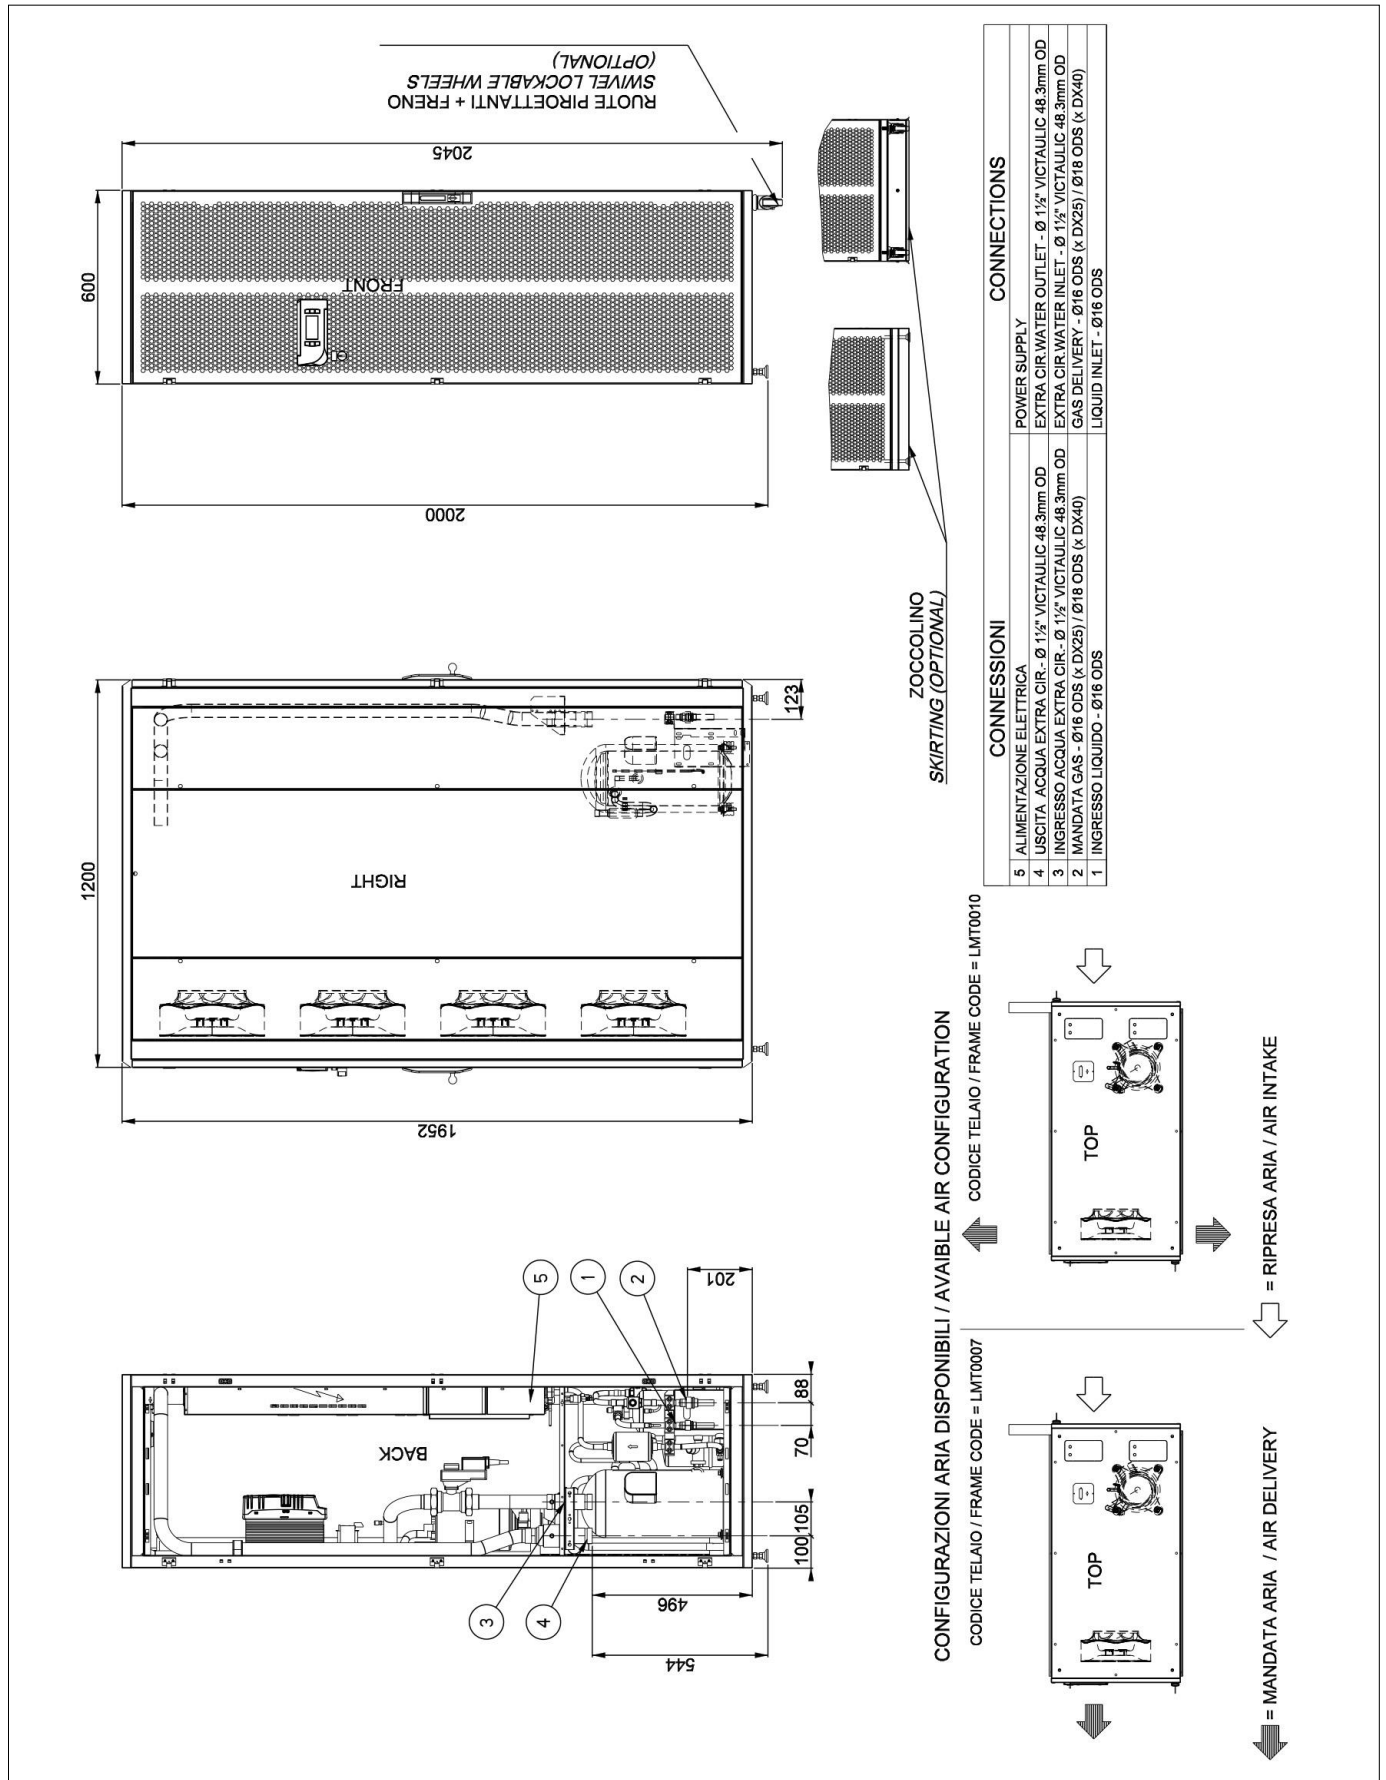 BACK
3
4
5
1
2
544
496
201
100
105
70
88
1200
1952
RIGHT
123
600
2000
2045
FRONT
RUOTE PIROETTANTI + FRENO
SWIVEL LOCKABLE WHEELS
(OPTIONAL)
ZOCCOLINO
SKIRTING (OPTIONAL)
CONFIGURAZIONI ARIA DISPONIBILI / AVAIBLE AIR CONFIGURATION
CODICE TELAIO / FRAME CODE = LMT0007
TOP
CODICE TELAIO / FRAME CODE = LMT0010
TOP
= MANDATA ARIA / AIR DELIVERY
= RIPRESA ARIA / AIR INTAKE
CONNESSIONI CONNECTIONS
5 ALIMENTAZIONE ELETTRICA POWER SUPPLY
4 USCITA ACQUA EXTRA CIR.- Ø 1½" VICTAULIC 48.3mm OD EXTRA CIR.WATER OUTLET - Ø 1½" VICTAULIC 48.3mm OD
3 INGRESSO ACQUA EXTRA CIR.- Ø 1½" VICTAULIC 48.3mm OD EXTRA CIR.WATER INLET - Ø 1½" VICTAULIC 48.3mm OD
2 MANDATA GAS - Ø16 ODS (x DX25) / Ø18 ODS (x DX40) GAS DELIVERY - Ø16 ODS (x DX25) / Ø18 ODS (x DX40)
1 INGRESSO LIQUIDO - Ø16 ODS LIQUID INLET - Ø16 ODS